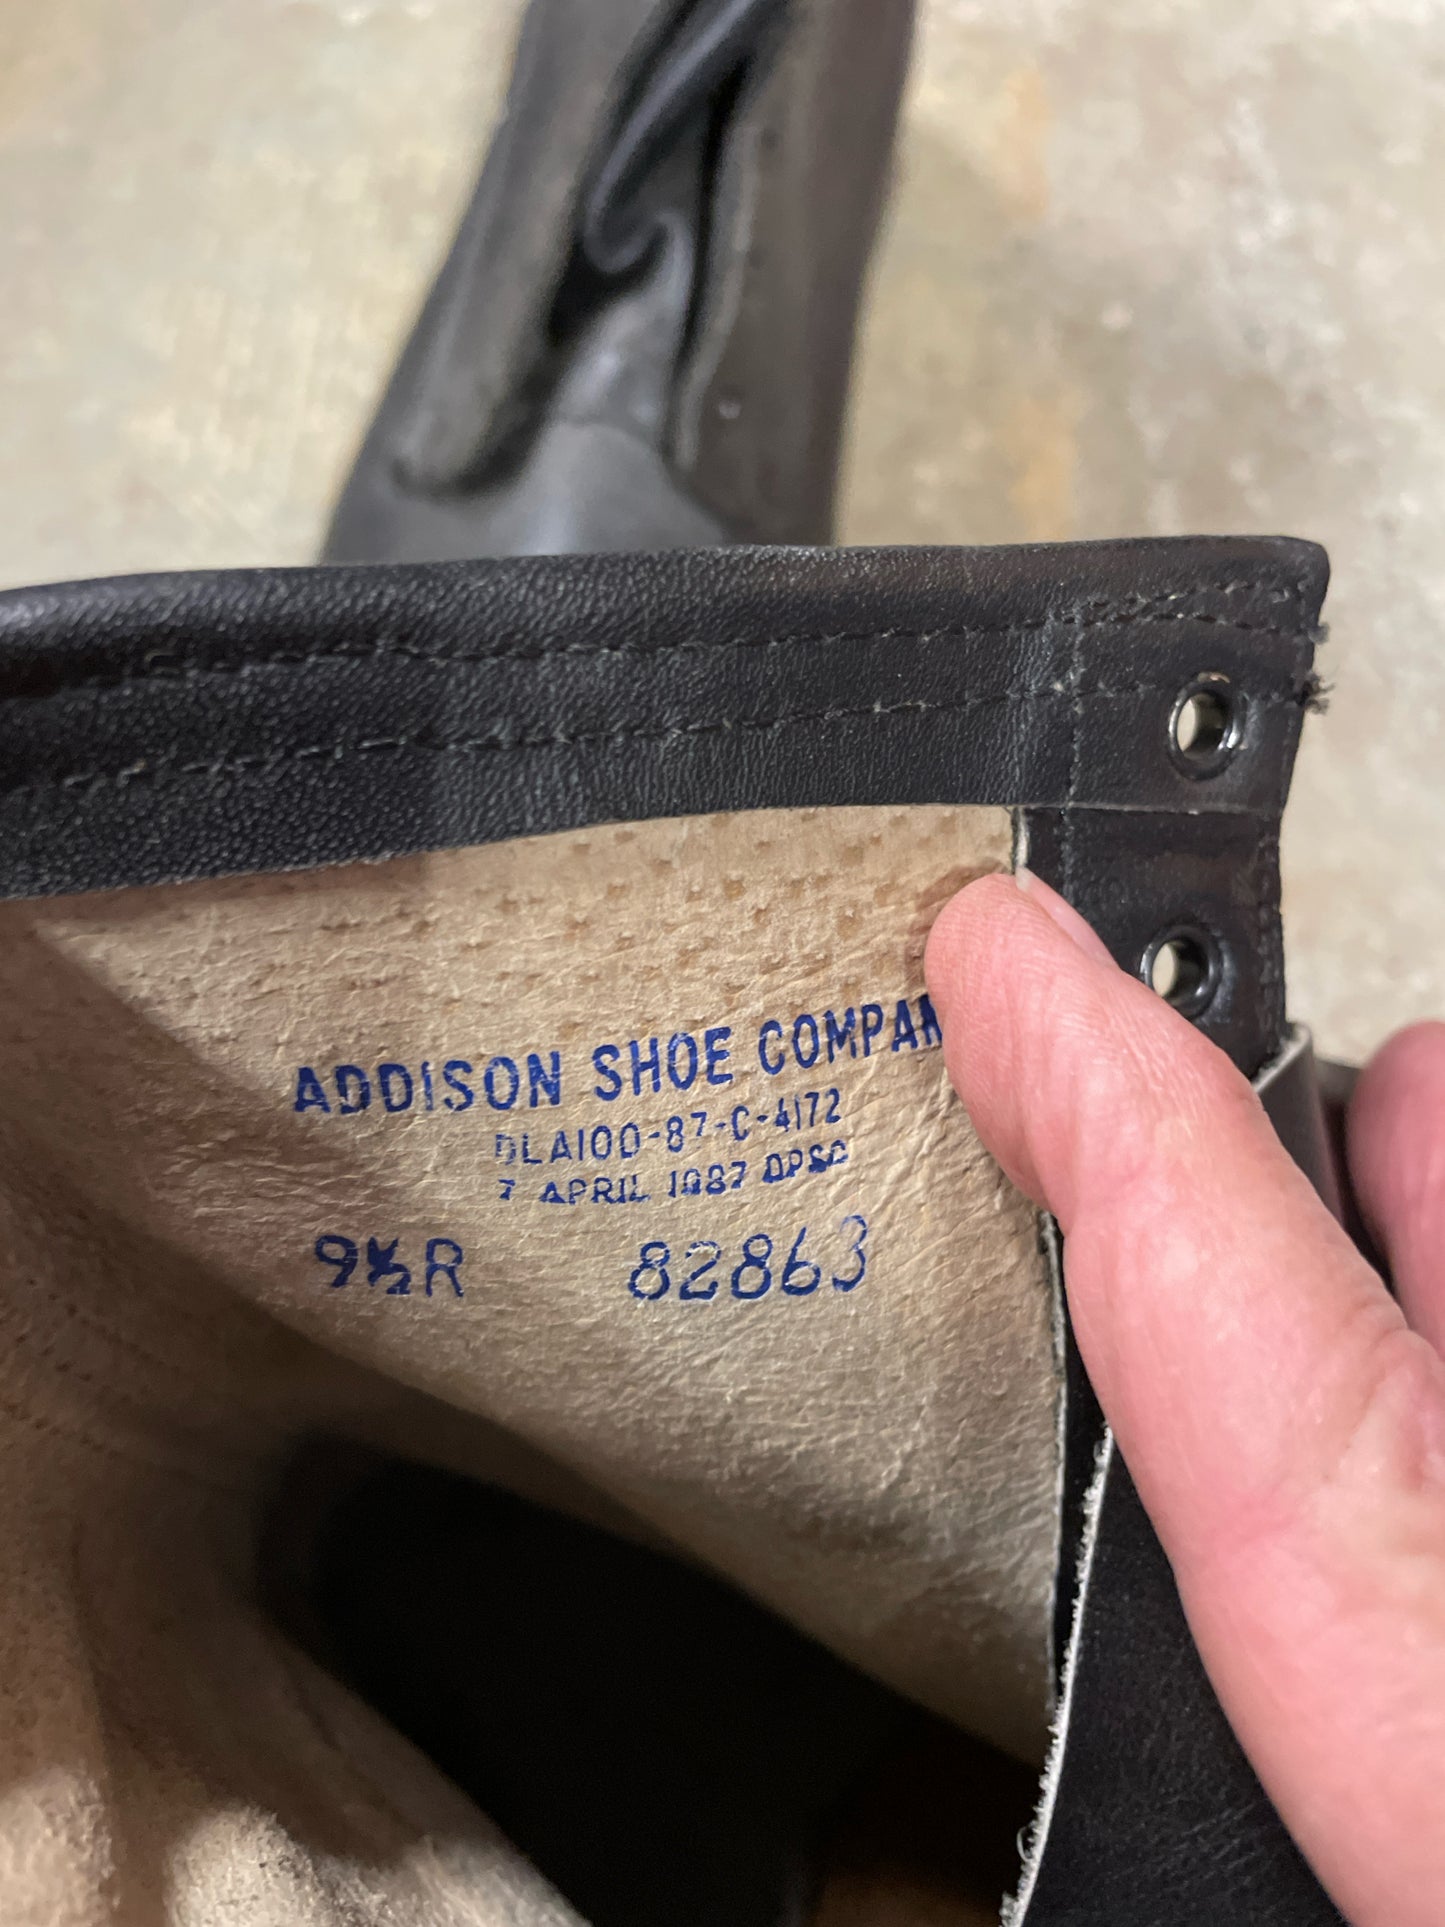 ADDISON SHOE COMPAN
DLA100-87-C-4172
7 APRIL 1987 DPSC
9½R 82863